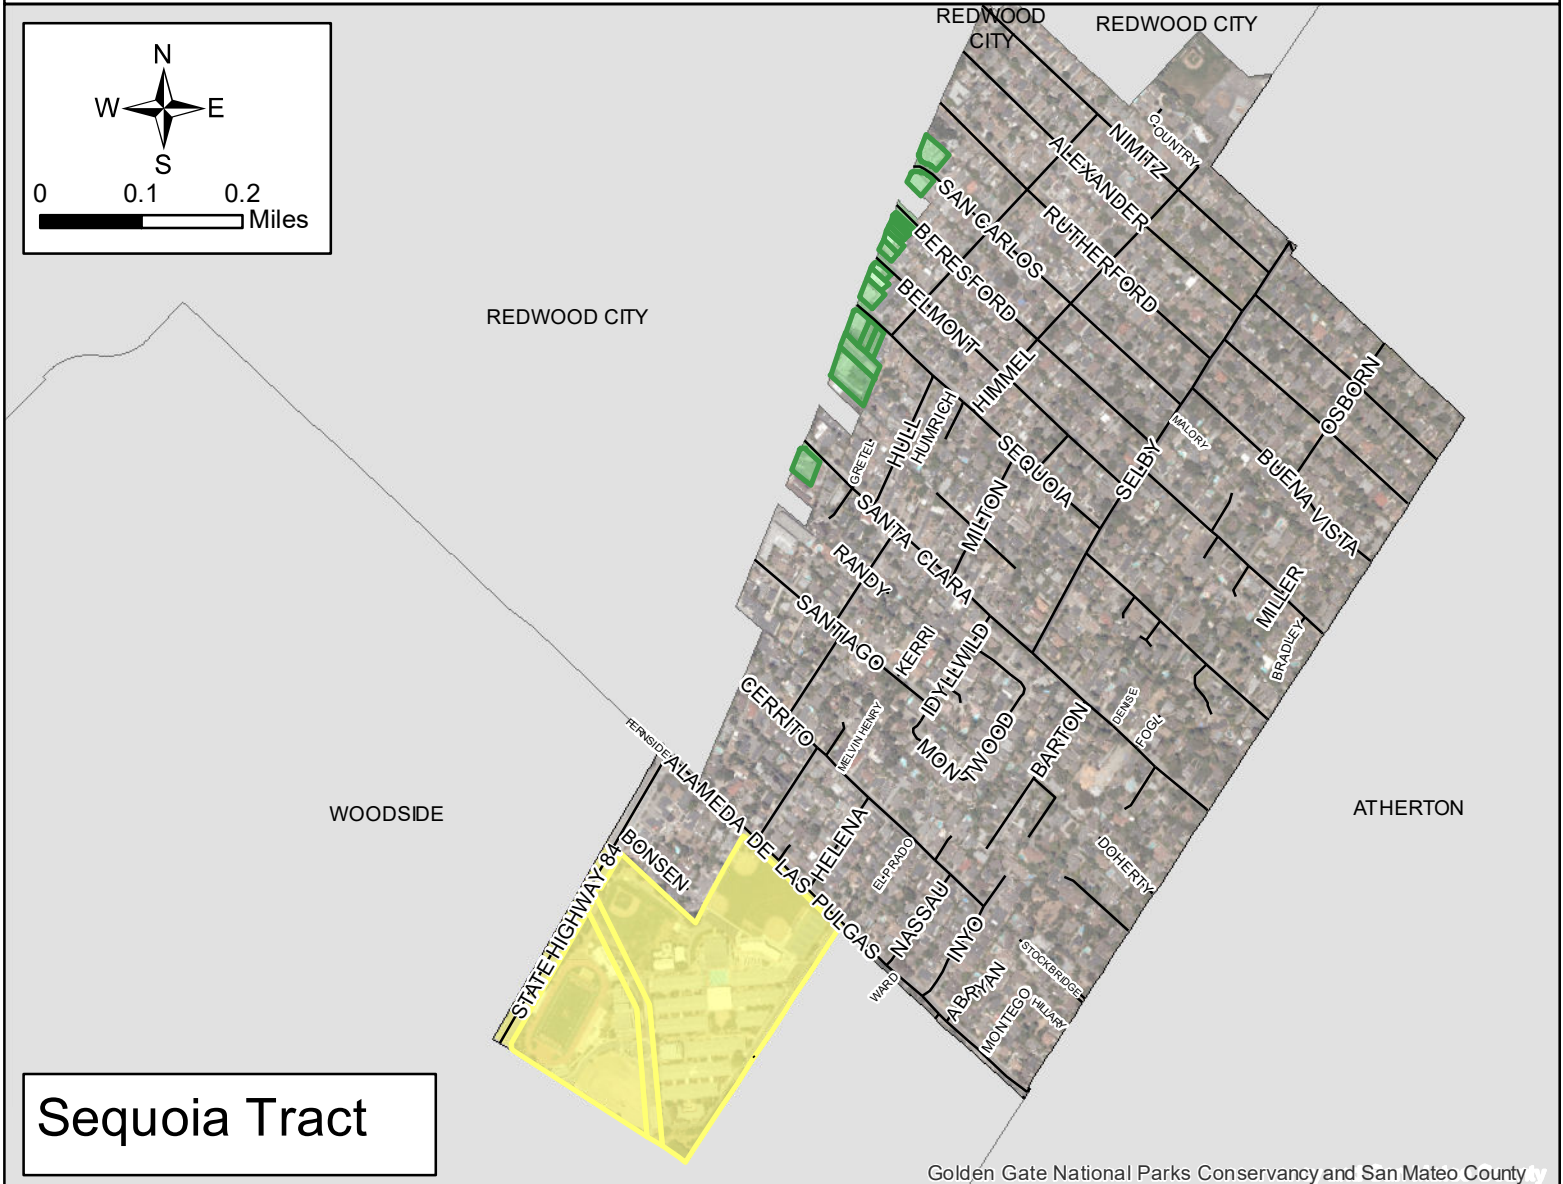 REDWOOD
CITY
REDWOOD CITY
N
W
E
S
0
0.1
0.2
Miles
COUNTRY
NIMITZ
ALEXANDER
RUTHERFORD
SAN CARLOS
BERESFORD
BELMONT
REDWOOD CITY
HIMMEL
OSBORN
HULL
HUMRICH
MALORY
GRETEL
SEQUOIA
SELBY
BUENA VISTA
MILTON
SANTA CLARA
RANDY
SANTIAGO
MILLER
BRADLEY
KERRI
IDYLLWILD
CERRITO
MELVIN HENRY
MON
TWOOD
BARTON
DENSE
FOGL
FERNSIDE
ALAMEDA DE LAS PULGAS
WOODSIDE
ATHERTON
BONSEN
HELENA
EL PRADO
DOHERTY
STATE HIGHWAY 84
NASSAU
INYO
WARD
STOCKBRIDGE
MONTEGO
HILLARY
Sequoia Tract
Golden Gate National Parks Conservancy and San Mateo County